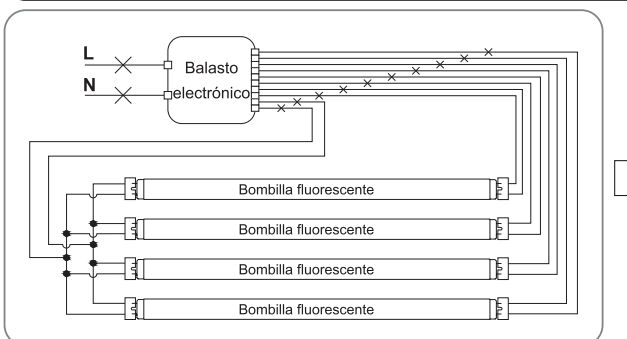 L
N
Balasto
electrónico
Bombilla fluorescente
Bombilla fluorescente
Bombilla fluorescente
Bombilla fluorescente